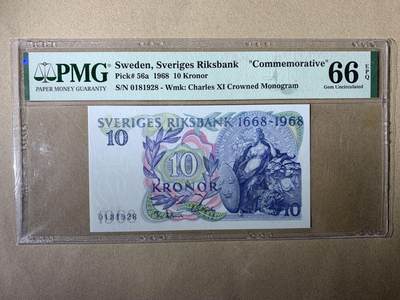 PMG
PAPER MONEY GUARANTY
Sweden, Sveriges Riksbank "Commemorative"
Pick# 56a 1968 10 Kronor
S/N 0181928 - Wmk: Charles XI Crowned Monogram
66 EPQ
Gem Uncirculated
SVERIGES RIKSBANK 1668-1968
10
10
KRONOR
0181928
10